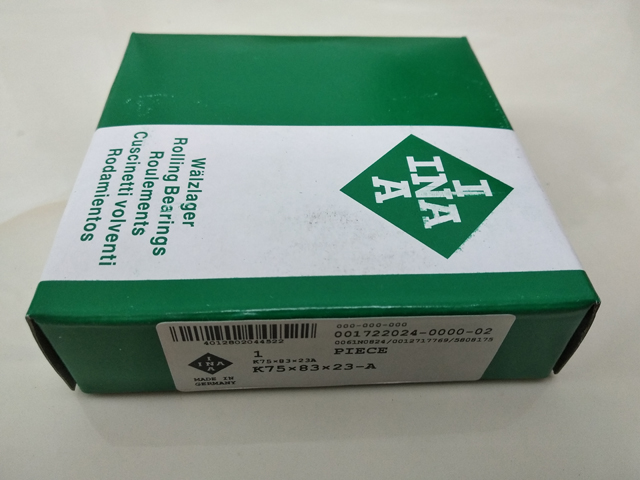 Wälzlager
Rolling Bearings
Roulements
Cuscinetti volventi
Rodamientos
I
INA
A
4012802044522
000-000-000
001722024-0000-02
0061N0824/0012717769/5808175
1
PIECE
K75×83×23A
K75×83×23-A
I
INA
A
MADE IN
GERMANY